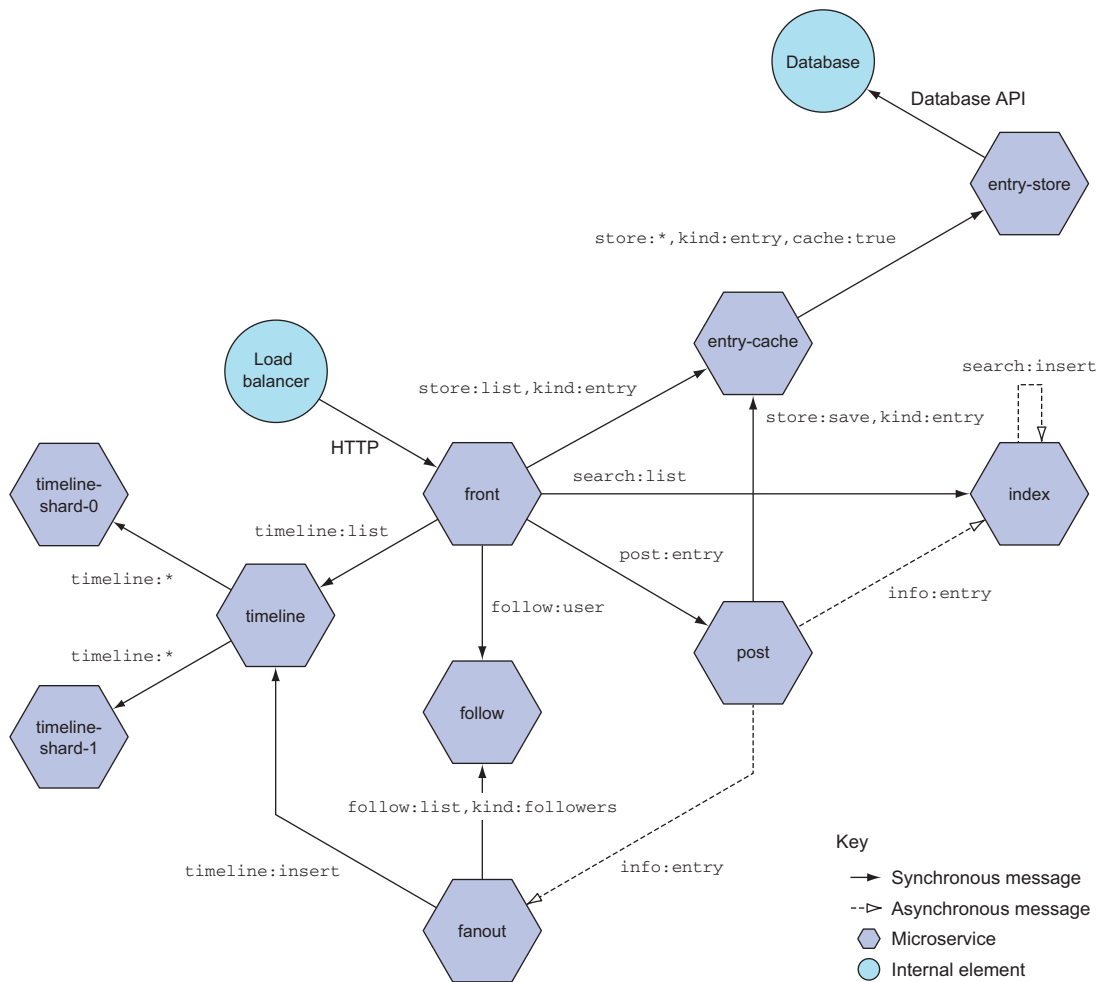 Database
Database API
entry-store
store:*,kind:entry,cache:true
entry-cache
Load
balancer
search:insert
store:list,kind:entry
store:save,kind:entry
HTTP
timeline-
shard-0
front
search:list
index
timeline:list
post:entry
timeline:*
info:entry
timeline
follow:user
post
timeline:*
timeline-
shard-1
follow
follow:list,kind:followers
Key
timeline:insert
info:entry
Synchronous message
Asynchronous message
fanout
Microservice
Internal element